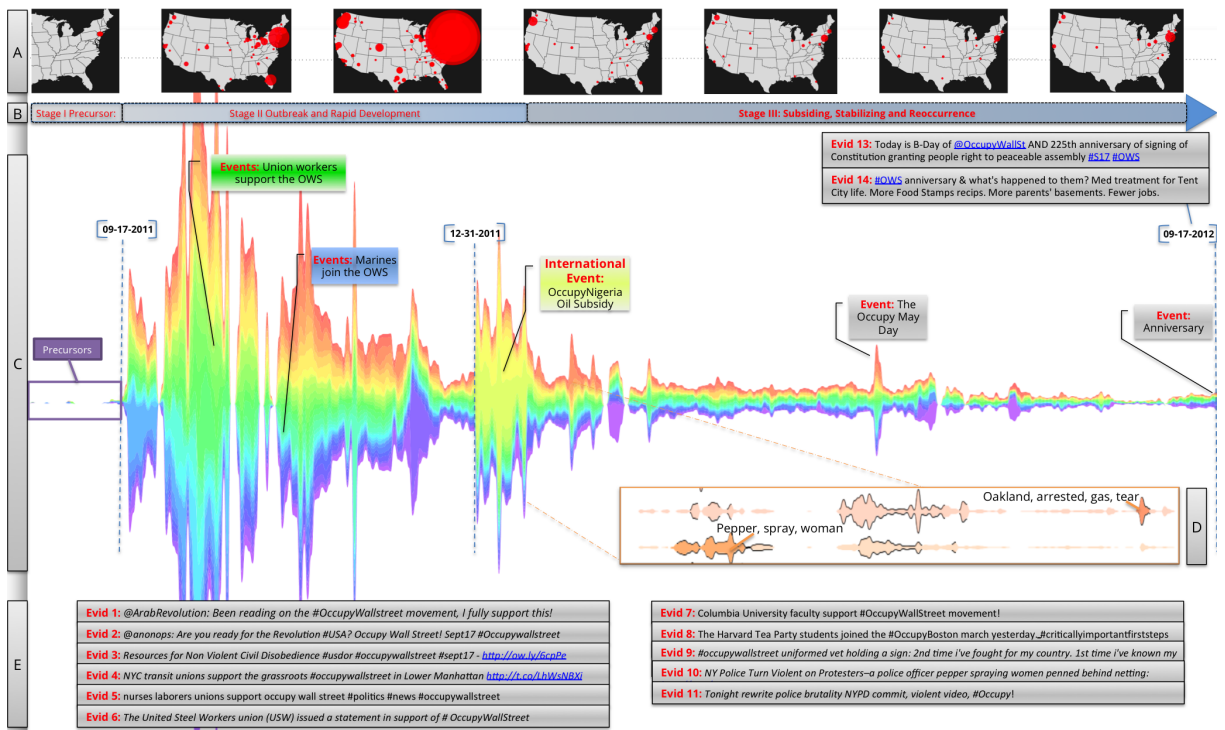 A
B
Stage I Precursor:
Stage II Outbreak and Rapid Development
Stage III: Subsiding, Stabilizing and Reoccurrence
Evid 13: Today is B-Day of @OccupyWallSt AND 225th anniversary of signing of
Constitution granting people right to peaceable assembly #S17 #OWS
Evid 14: #OWS anniversary & what's happened to them? Med treatment for Tent
City life. More Food Stamps recips. More parents' basements. Fewer jobs.
Events: Union workers
support the OWS
09-17-2011
12-31-2011
09-17-2012
Events: Marines
join the OWS
International
Event:
OccupyNigeria
Oil Subsidy
Event: The
Occupy May
Day
Event:
Anniversary
Precursors
C
Oakland, arrested, gas, tear
Pepper, spray, woman
D
E
Evid 1: @ArabRevolution: Been reading on the #OccupyWallstreet movement, I fully support this!
Evid 2: @anonops: Are you ready for the Revolution #USA? Occupy Wall Street! Sept17 #Occupywallstreet
Evid 3: Resources for Non Violent Civil Disobedience #usdor #occupywallstreet #sept17 - http://ow.ly/6cpPe
Evid 4: NYC transit unions support the grassroots #occupywallstreet in Lower Manhattan http://t.co/LhWsNBXi
Evid 5: nurses laborers unions support occupy wall street #politics #news #occupywallstreet
Evid 6: The United Steel Workers union (USW) issued a statement in support of # OccupyWallStreet
Evid 7: Columbia University faculty support #OccupyWallStreet movement!
Evid 8: The Harvard Tea Party students joined the #OccupyBoston march yesterday. #criticallyimportantfirststeps
Evid 9: #occupywallstreet uniformed vet holding a sign: 2nd time i've fought for my country. 1st time i've known my
Evid 10: NY Police Turn Violent on Protesters–a police officer pepper spraying women penned behind netting:
Evid 11: Tonight rewrite police brutality NYPD commit, violent video, #Occupy!